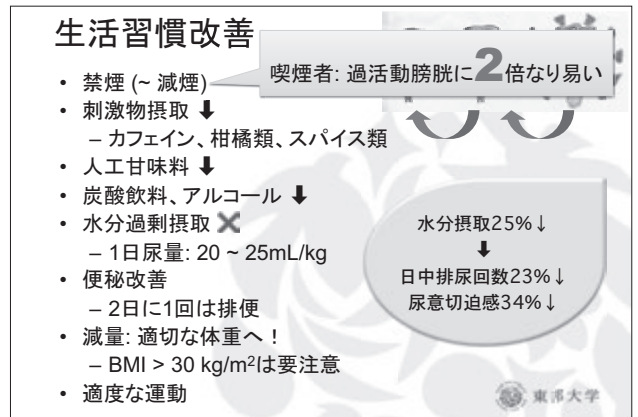 生活習慣改善
喫煙者: 過活動膀胱に2倍なり易い
• 禁煙 (~ 減煙)
• 刺激物摂取 ⬇
– カフェイン、柑橘類、スパイス類
• 人工甘味料 ⬇
• 炭酸飲料、アルコール ⬇
• 水分過剰摂取 ❌
– 1日尿量: 20 ~ 25mL/kg
• 便秘改善
– 2日に1回は排便
• 減量: 適切な体重へ!
– BMI > 30 kg/m²は要注意
• 適度な運動
水分摂取25%↓
⬇
日中排尿回数23%↓
尿意切迫感34%↓
東邦大学